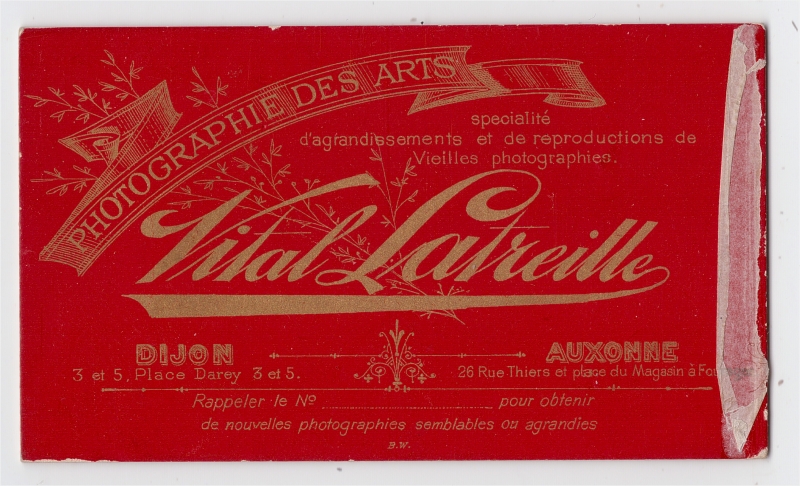 PHOTOGRAPHIE DES ARTS
specialité
d'agrandissements et de reproductions de
Vieilles photographies.
Vital Latreille
DIJON
3 et 5, Place Darey 3 et 5.
AUXONNE
26 Rue Thiers et place du Magasin à
Rappeler le No pour obtenir
de nouvelles photographies semblables ou agrandies
B.W.